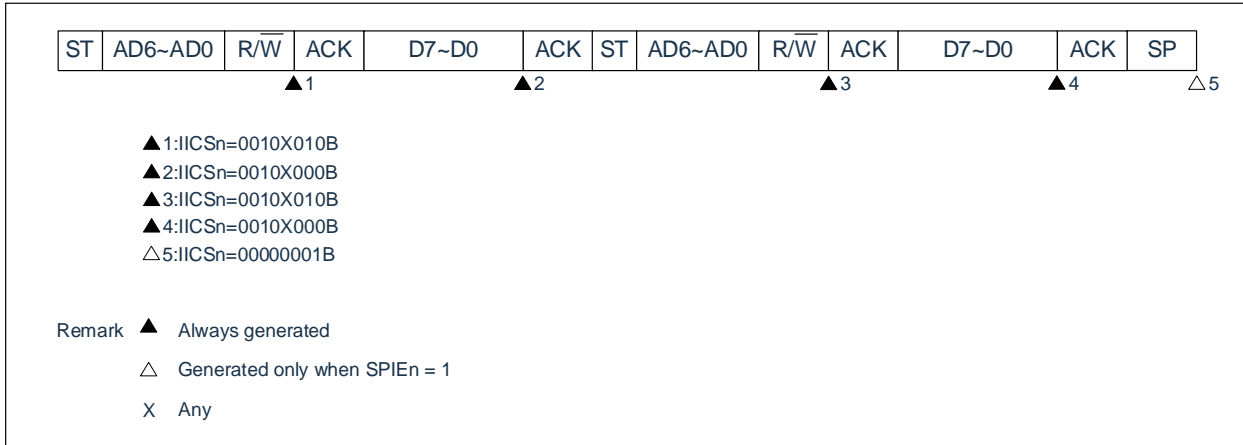 ST AD6~AD0 R/W̅ ACK D7~D0 ACK ST AD6~AD0 R/W̅ ACK D7~D0 ACK SP
▲1 ▲2 ▲3 ▲4 △5
▲1:IICSn=0010X010B
▲2:IICSn=0010X000B
▲3:IICSn=0010X010B
▲4:IICSn=0010X000B
△5:IICSn=00000001B
Remark ▲ Always generated
△ Generated only when SPIEn = 1
X Any